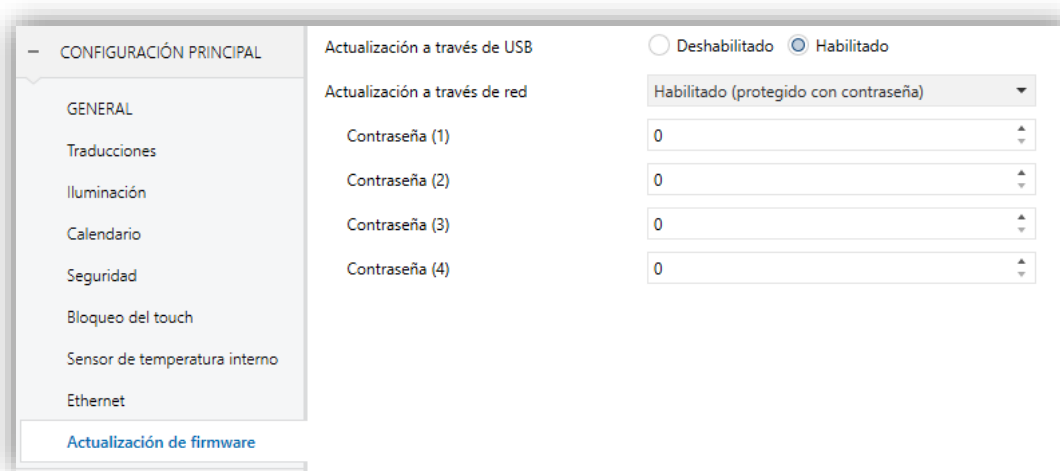 CONFIGURACIÓN PRINCIPAL
GENERAL
Traducciones
Iluminación
Calendario
Seguridad
Bloqueo del touch
Sensor de temperatura interno
Ethernet
Actualización de firmware
Actualización a través de USB Deshabilitado Habilitado
Actualización a través de red Habilitado (protegido con contraseña)
Contraseña (1) 0
Contraseña (2) 0
Contraseña (3) 0
Contraseña (4) 0